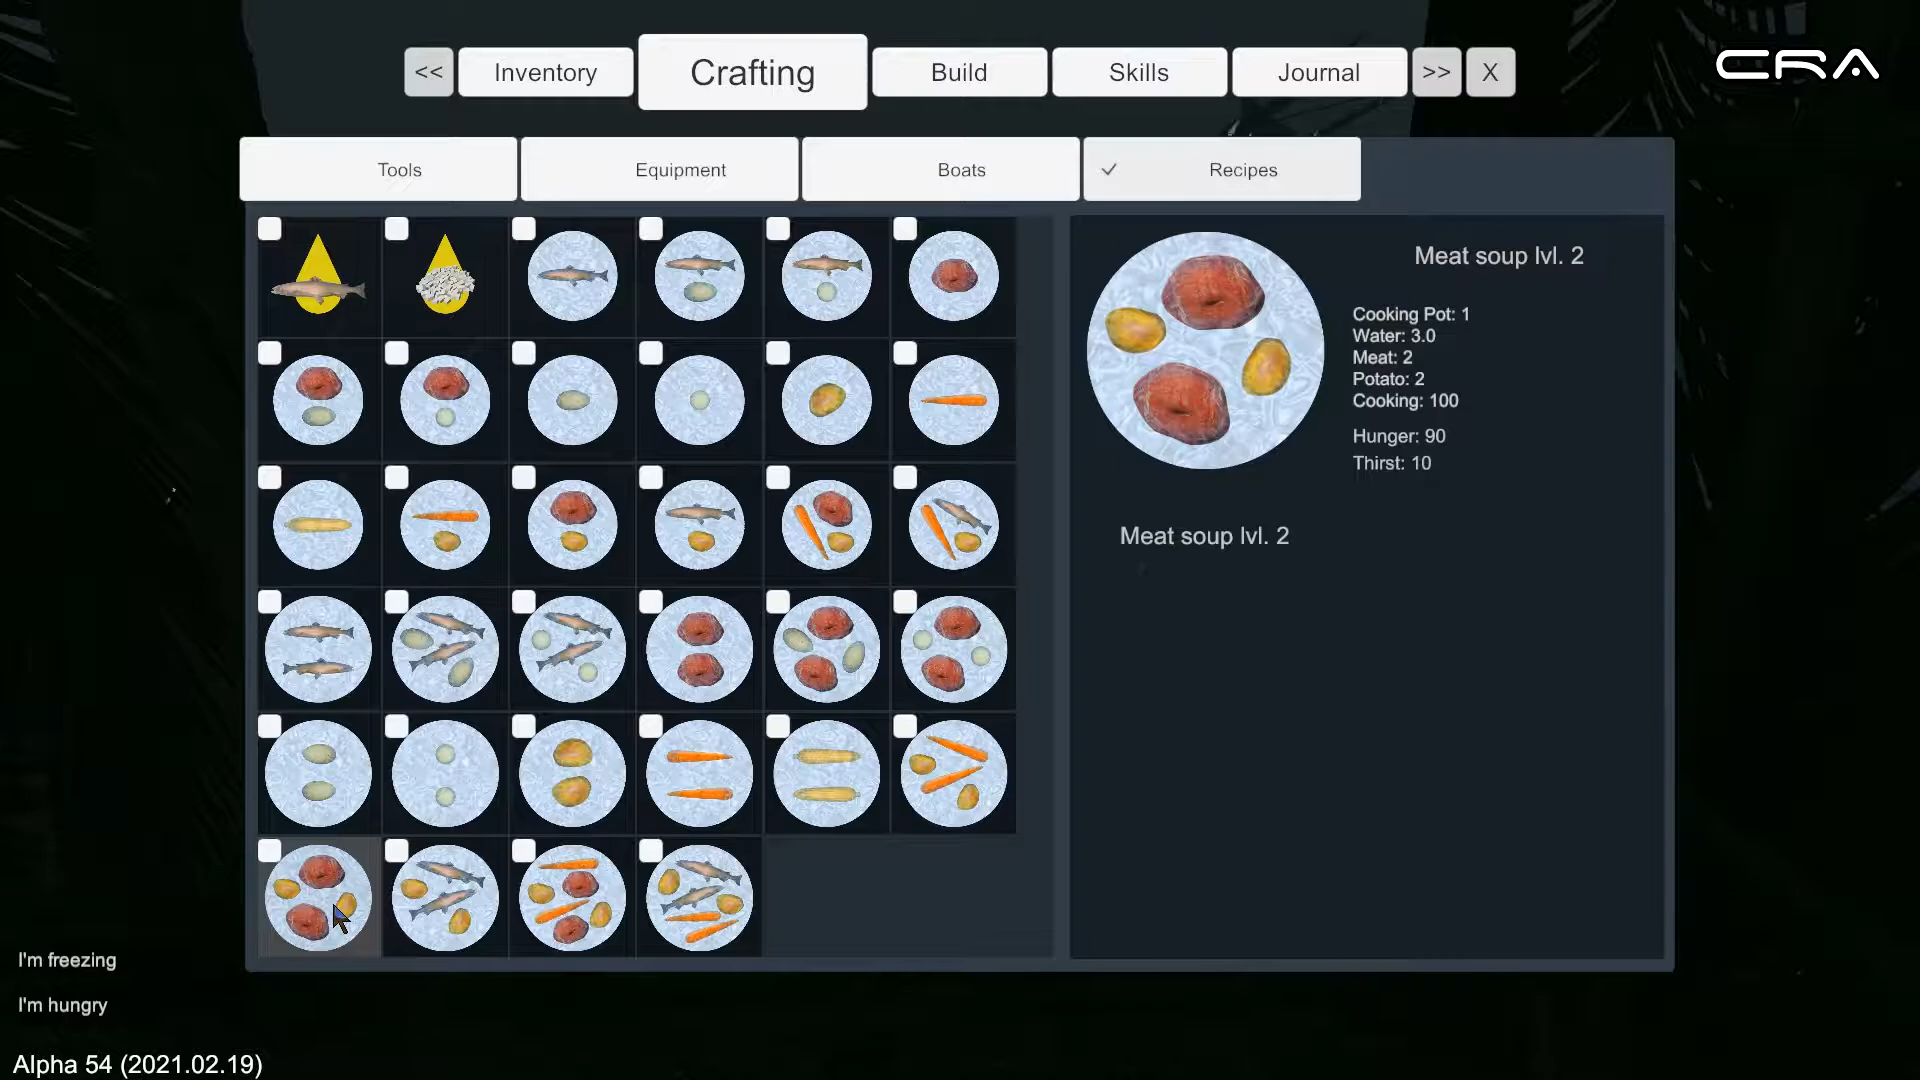 << Inventory Crafting Build Skills Journal >> X
CRA
Tools Equipment Boats Recipes
Meat soup lvl. 2
Cooking Pot: 1
Water: 3.0
Meat: 2
Potato: 2
Cooking: 100
Hunger: 90
Thirst: 10
Meat soup lvl. 2
I'm freezing
I'm hungry
Alpha 54 (2021.02.19)